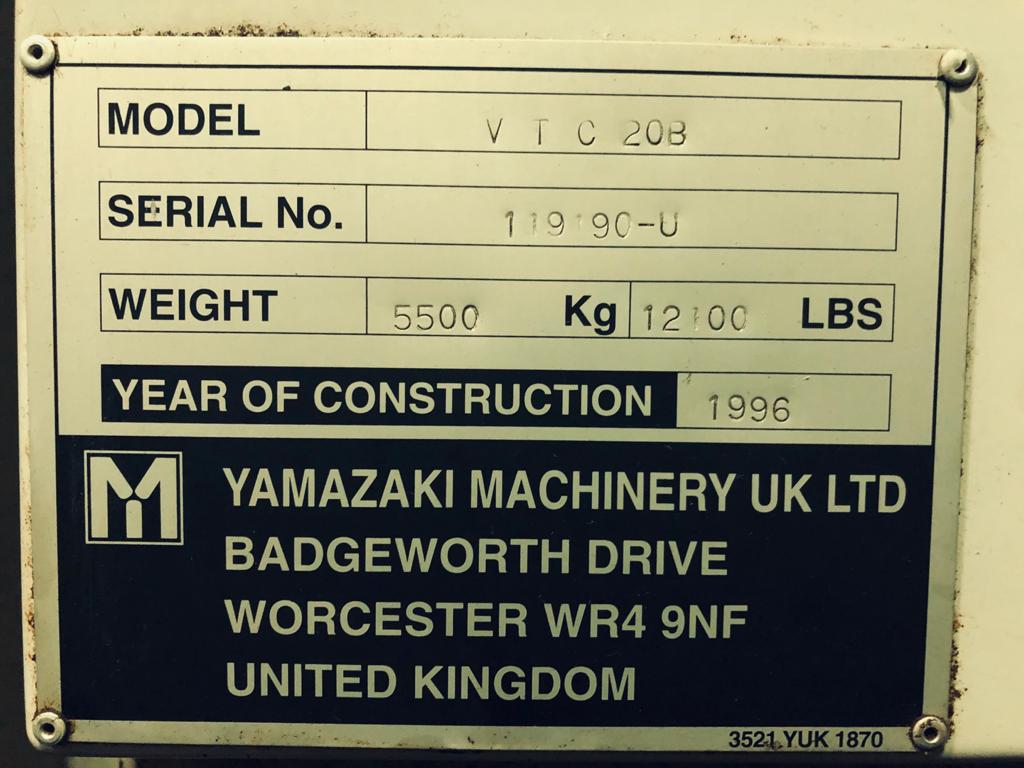 MODEL VTC 20B
SERIAL No. 119190-U
WEIGHT 5500 Kg 12100 LBS
YEAR OF CONSTRUCTION 1996
YAMAZAKI MACHINERY UK LTD
BADGEWORTH DRIVE
WORCESTER WR4 9NF
UNITED KINGDOM
3521 YUK 1870